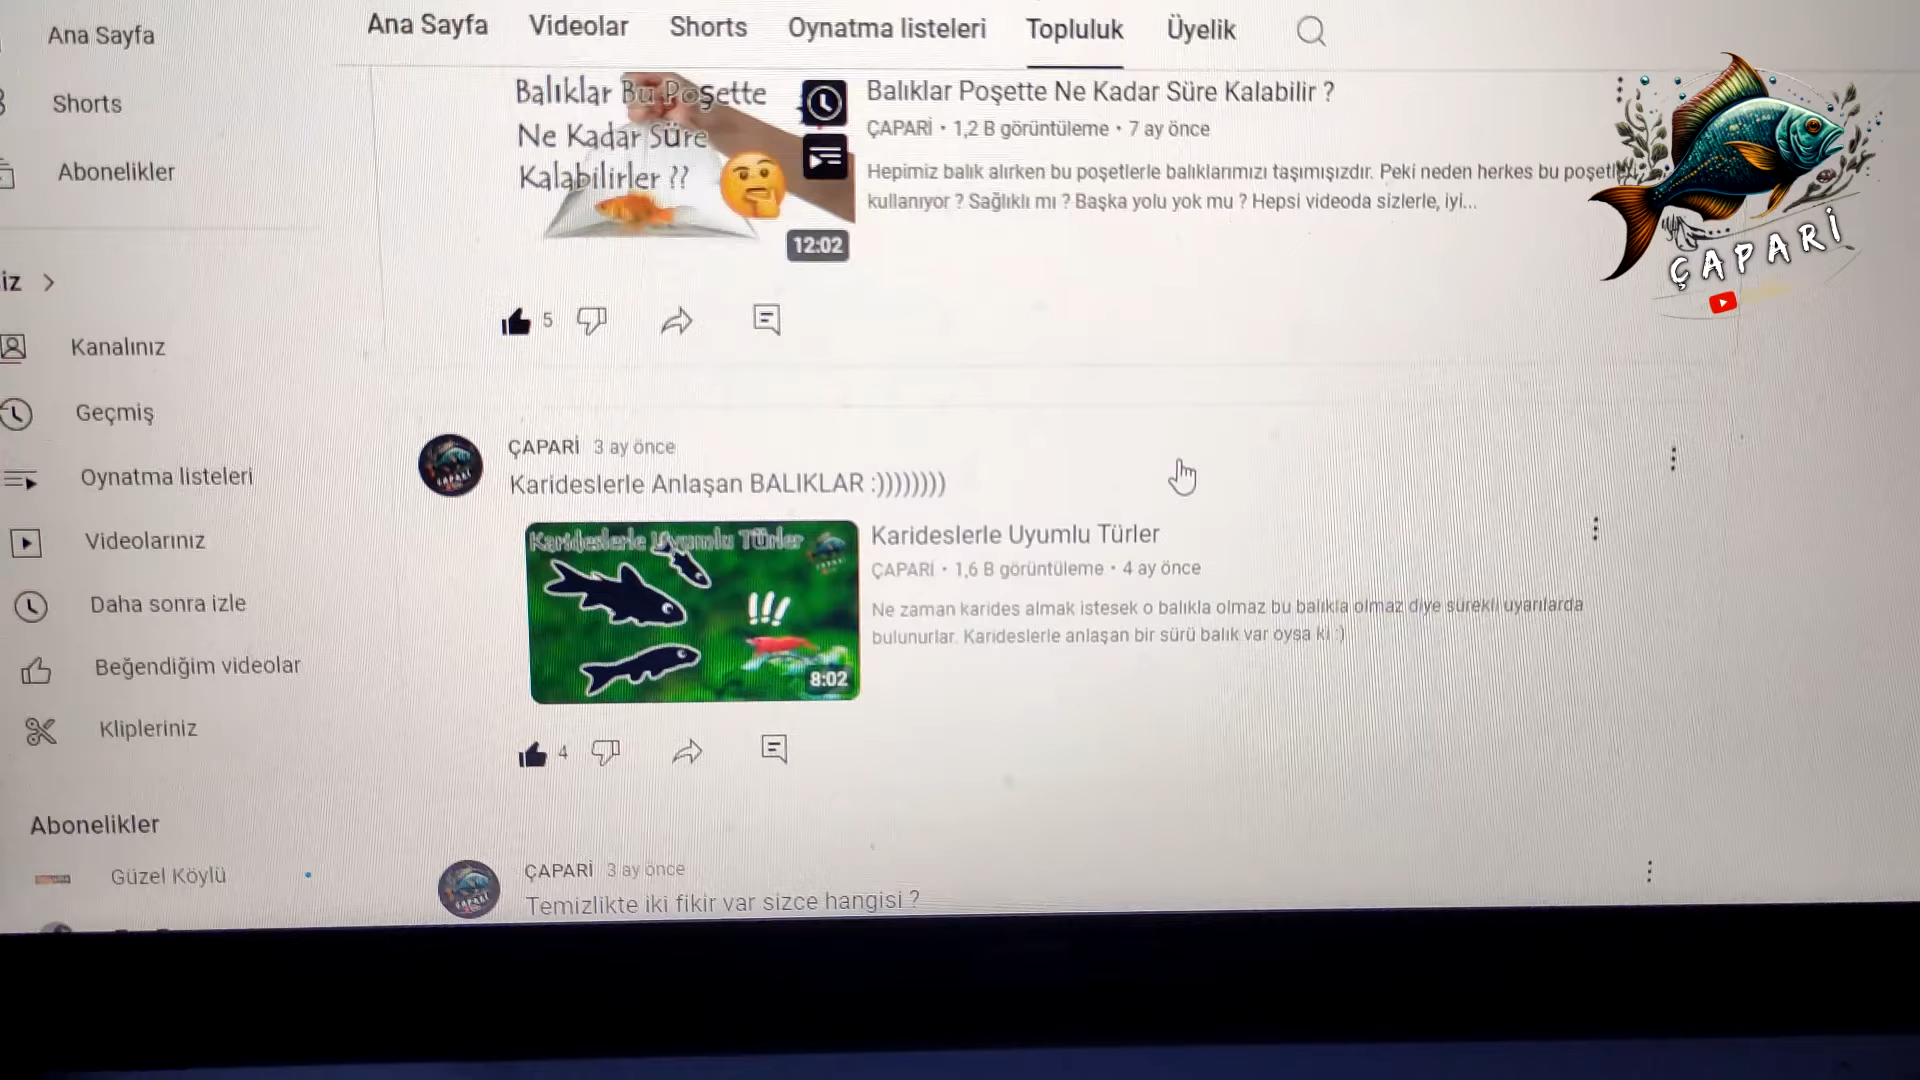 Ana Sayfa
Videolar
Shorts
Oynatma listeleri
Topluluk
Üyelik
Ana Sayfa
Shorts
Abonelikler
iz
Kanalınız
Geçmiş
Oynatma listeleri
Videolarınız
Daha sonra izle
Beğendiğim videolar
Klipleriniz
Abonelikler
Güzel Köylü
Balıklar Bu Poşette
Ne Kadar Süre
Kalabilirler ??
12:02
Balıklar Poşette Ne Kadar Süre Kalabilir ?
ÇAPARİ • 1,2 B görüntüleme • 7 ay önce
Hepimiz balık alırken bu poşetlerle balıklarımızı taşımışızdır. Peki neden herkes bu poşetl
kullanıyor ? Sağlıklı mı ? Başka yolu yok mu ? Hepsi videoda sizlerle, iyi...
5
ÇAPARİ 3 ay önce
Karideslerle Anlaşan BALIKLAR :))))))))
Karideslerle Uyumlu Türler
!!!
8:02
Karideslerle Uyumlu Türler
ÇAPARİ • 1,6 B görüntüleme • 4 ay önce
Ne zaman karides almak istesek o balıkla olmaz bu balıkla olmaz diye sürekli uyarılarda
bulunurlar. Karideslerle anlaşan bir sürü balık var oysa ki :)
4
ÇAPARİ 3 ay önce
Temizlikte iki fikir var sizce hangisi ?
ÇAPARİ